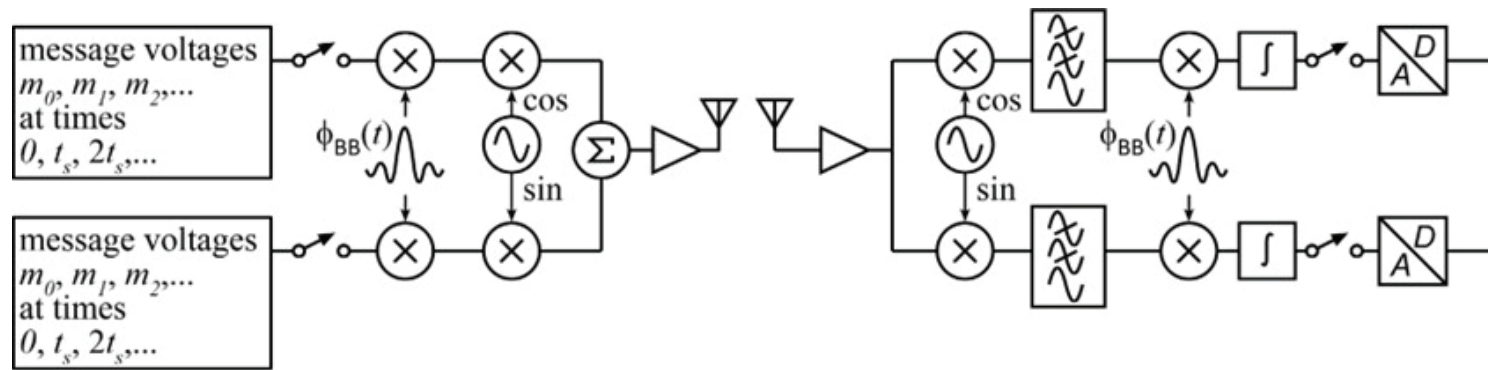 message voltages
m₀, m₁, m₂,...
at times
0, tₛ, 2tₛ,...
message voltages
m₀, m₁, m₂,...
at times
0, tₛ, 2tₛ,...
ϕBB(t)
cos
sin
Σ
cos
sin
ϕBB(t)
∫
∫
D
A
D
A